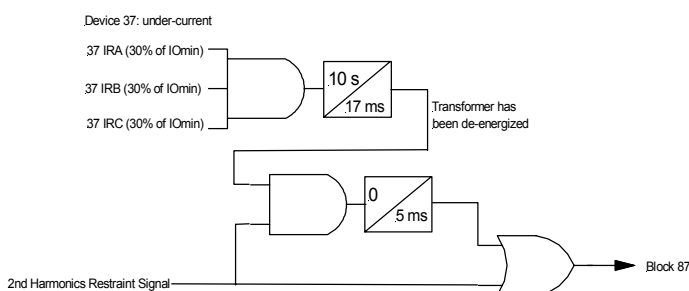 Device 37: under-current
37 IRA (30% of IOmin)
37 IRB (30% of IOmin)
37 IRC (30% of IOmin)
10 s
17 ms
Transformer has
been de-energized
0
5 ms
2nd Harmonics Restraint Signal
Block 87